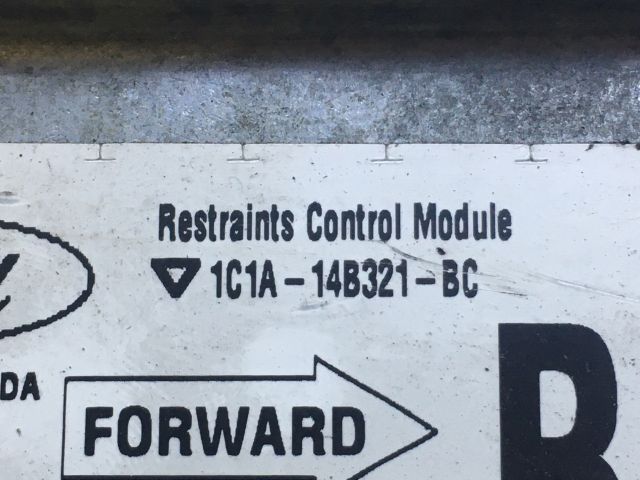 Restraints Control Module
1C1A-14B321-BC
DA
FORWARD